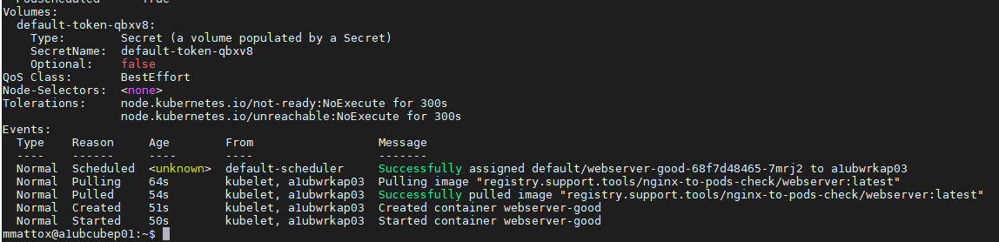 Volumes:
  default-token-qbxv8:
    Type:        Secret (a volume populated by a Secret)
    SecretName:  default-token-qbxv8
    Optional:    false
QoS Class:       BestEffort
Node-Selectors:  <none>
Tolerations:     node.kubernetes.io/not-ready:NoExecute for 300s
                 node.kubernetes.io/unreachable:NoExecute for 300s
Events:
  Type    Reason     Age        From                  Message
  ----    ------     ----       ----                  -------
  Normal  Scheduled  <unknown>  default-scheduler     Successfully assigned default/webserver-good-68f7d48465-7mrj2 to a1ubwrkap03
  Normal  Pulling    64s        kubelet, a1ubwrkap03  Pulling image "registry.support.tools/nginx-to-pods-check/webserver:latest"
  Normal  Pulled     54s        kubelet, a1ubwrkap03  Successfully pulled image "registry.support.tools/nginx-to-pods-check/webserver:latest"
  Normal  Created    51s        kubelet, a1ubwrkap03  Created container webserver-good
  Normal  Started    50s        kubelet, a1ubwrkap03  Started container webserver-good
mmattox@a1ubcubep01:~$